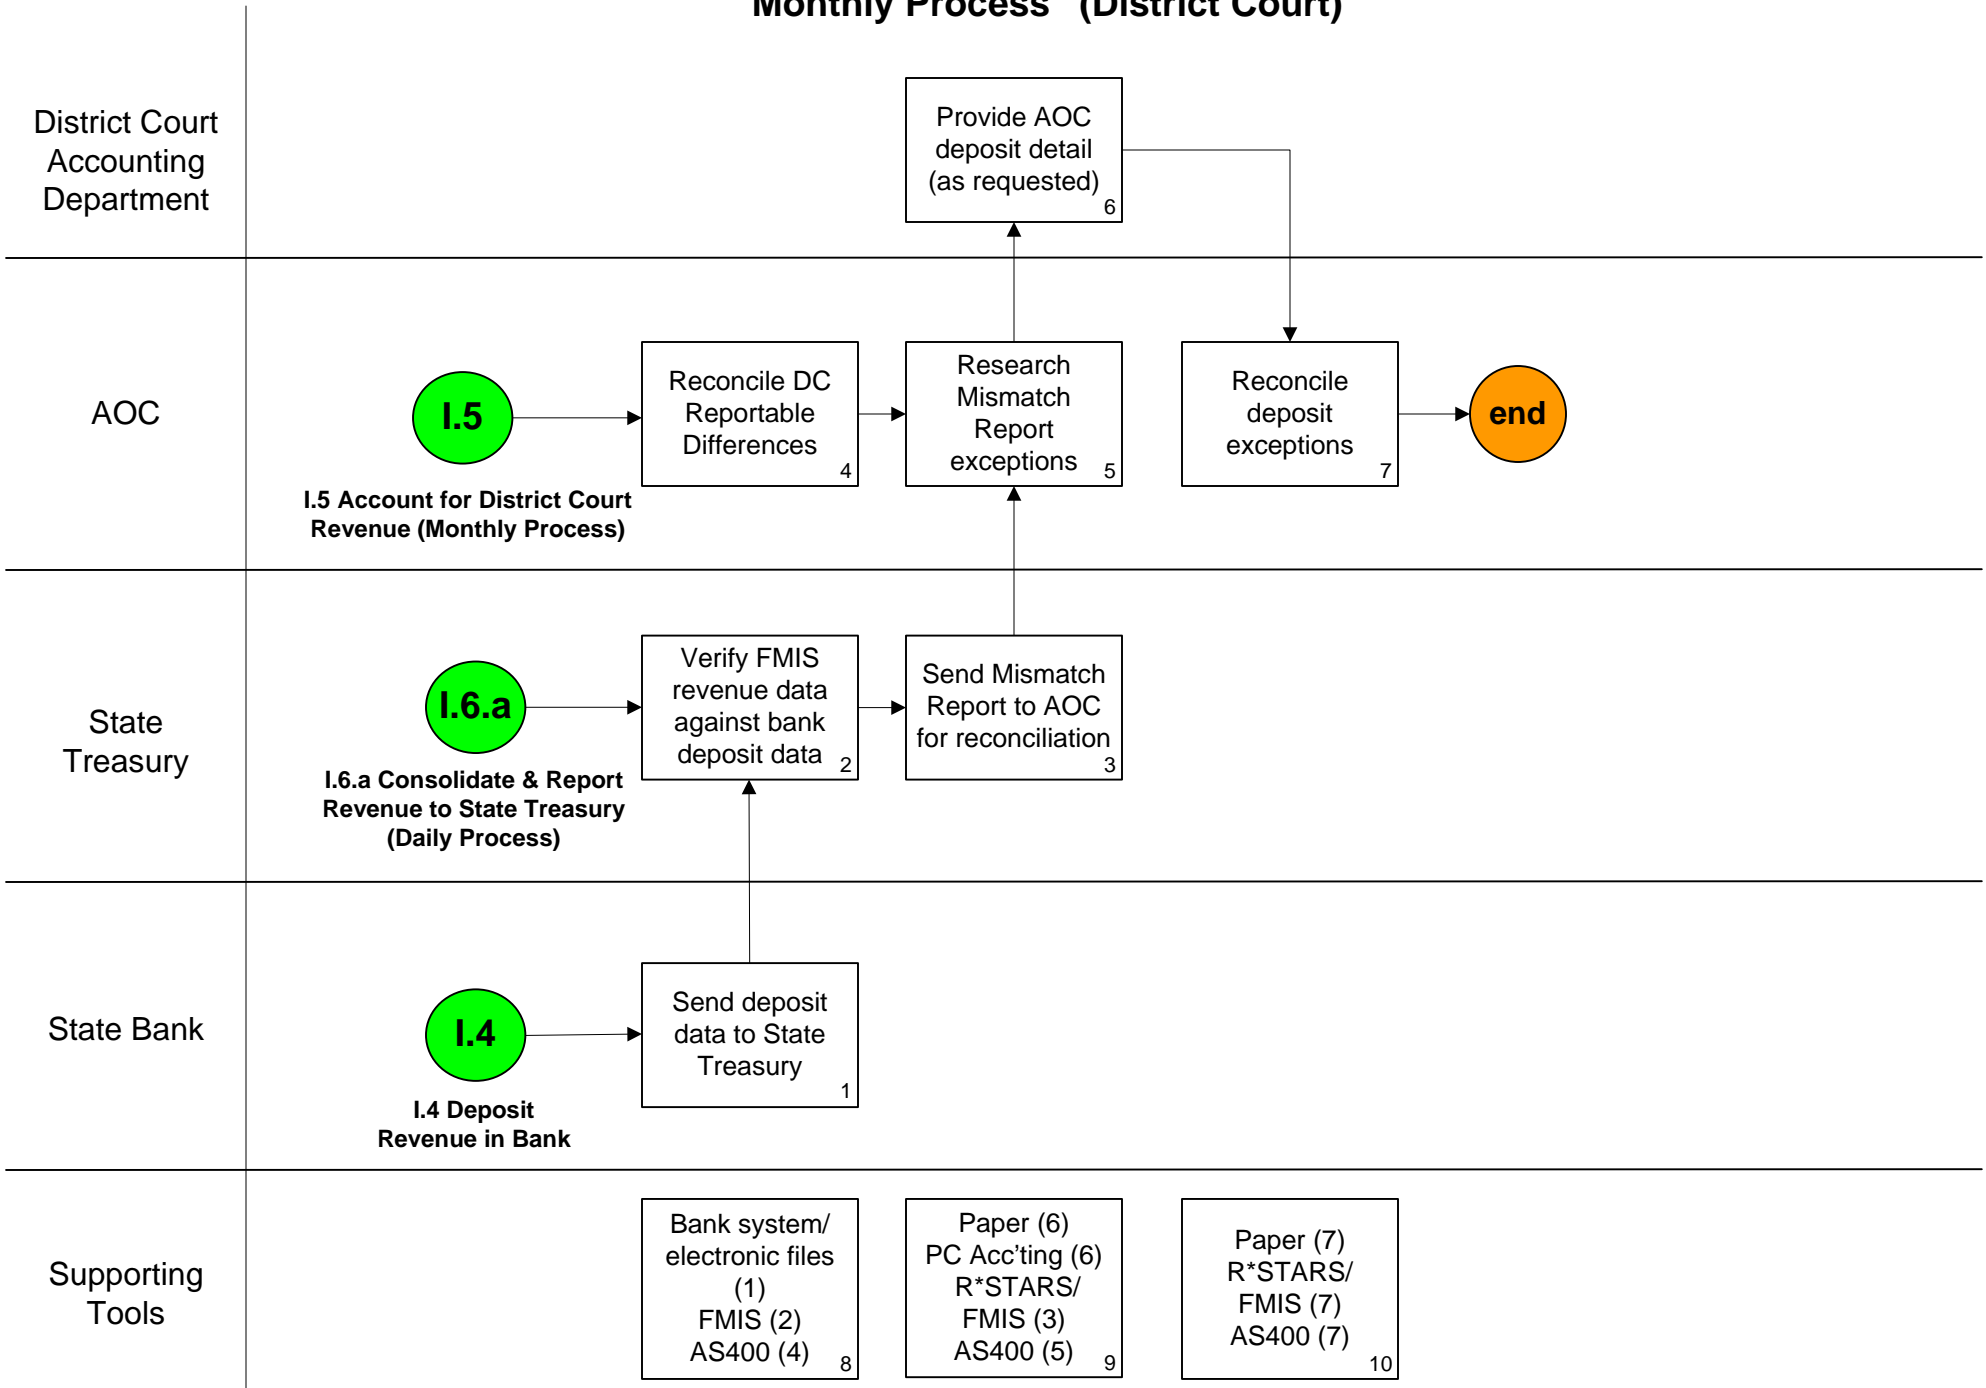 Monthly Process (District Court)
District Court
Accounting
Department
Provide AOC
deposit detail
(as requested)
6
AOC
I.5
I.5 Account for District Court
Revenue (Monthly Process)
Reconcile DC
Reportable
Differences
4
Research
Mismatch
Report
exceptions
5
Reconcile
deposit
exceptions
7
end
State
Treasury
I.6.a
I.6.a Consolidate & Report
Revenue to State Treasury
(Daily Process)
Verify FMIS
revenue data
against bank
deposit data
2
Send Mismatch
Report to AOC
for reconciliation
3
State Bank
I.4
I.4 Deposit
Revenue in Bank
Send deposit
data to State
Treasury
1
Supporting
Tools
Bank system/
electronic files
(1)
FMIS (2)
AS400 (4)
8
Paper (6)
PC Acc’ting (6)
R*STARS/
FMIS (3)
AS400 (5)
9
Paper (7)
R*STARS/
FMIS (7)
AS400 (7)
10